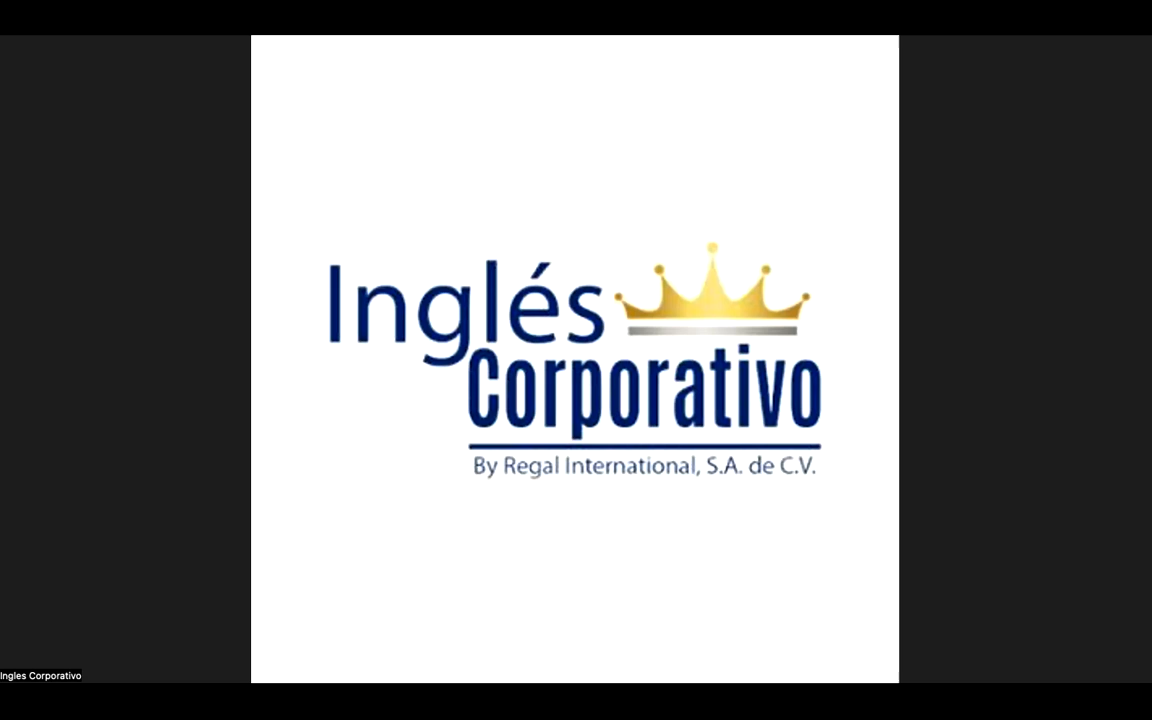 Inglés
Corporativo
By Regal International, S.A. de C.V.
Ingles Corporativo